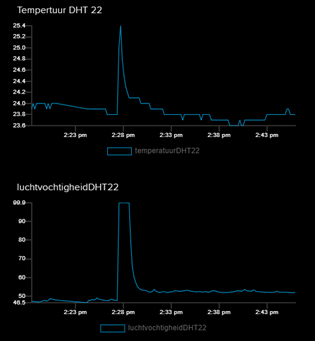 Tempertuur DHT 22
25.4
25.2
25.0
24.8
24.6
24.4
24.2
24.0
23.8
23.6
2:23 pm 2:28 pm 2:33 pm 2:38 pm 2:43 pm
temperatuurDHT22
luchtvochtigheidDHT22
99.9
90
80
70
60
50
46.5
2:23 pm 2:28 pm 2:33 pm 2:38 pm 2:43 pm
luchtvochtigheidDHT22